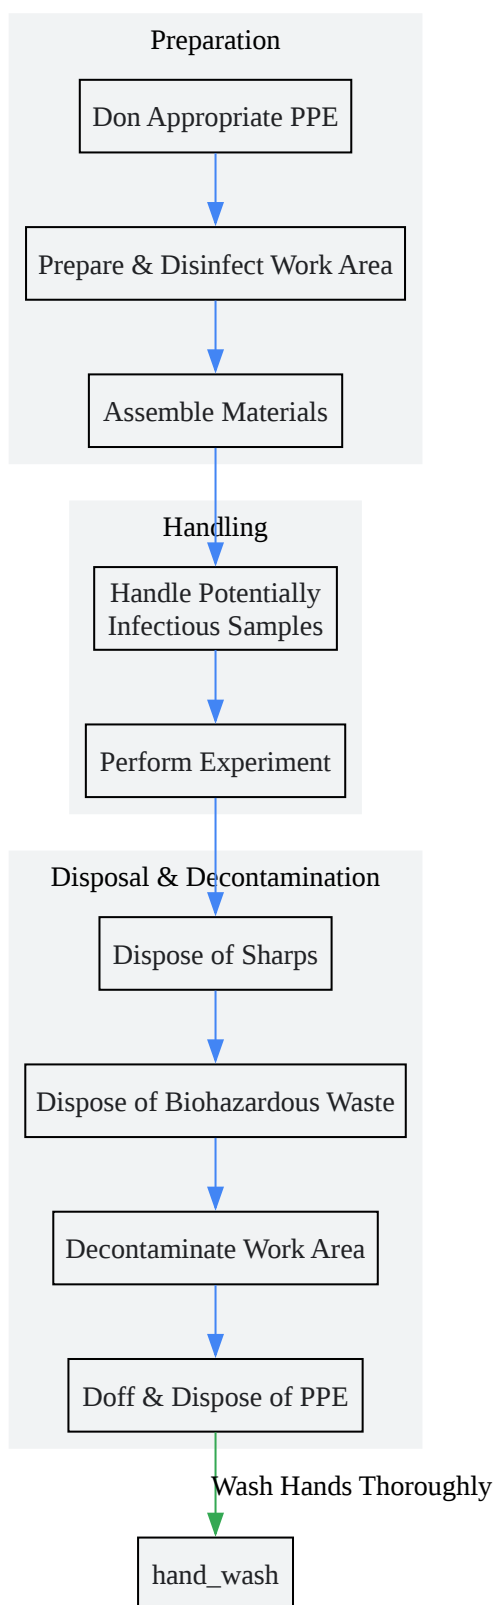 Preparation
Don Appropriate PPE
Prepare & Disinfect Work Area
Assemble Materials
Handling
Handle Potentially
Infectious Samples
Perform Experiment
Disposal & Decontamination
Dispose of Sharps
Dispose of Biohazardous Waste
Decontaminate Work Area
Doff & Dispose of PPE
Wash Hands Thoroughly
hand_wash